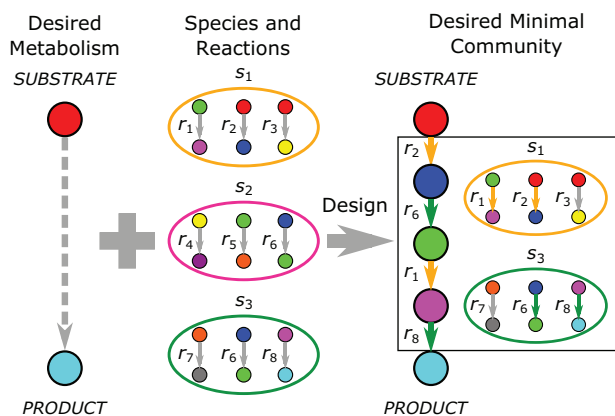 Desired
Metabolism
SUBSTRATE
PRODUCT
Species and
Reactions
s1
r1 r2 r3
s2
r4 r5 r6
s3
r7 r6 r8
Design
Desired Minimal
Community
SUBSTRATE
r2
r6
r1
r8
PRODUCT
s1
r1 r2 r3
s3
r7 r6 r8